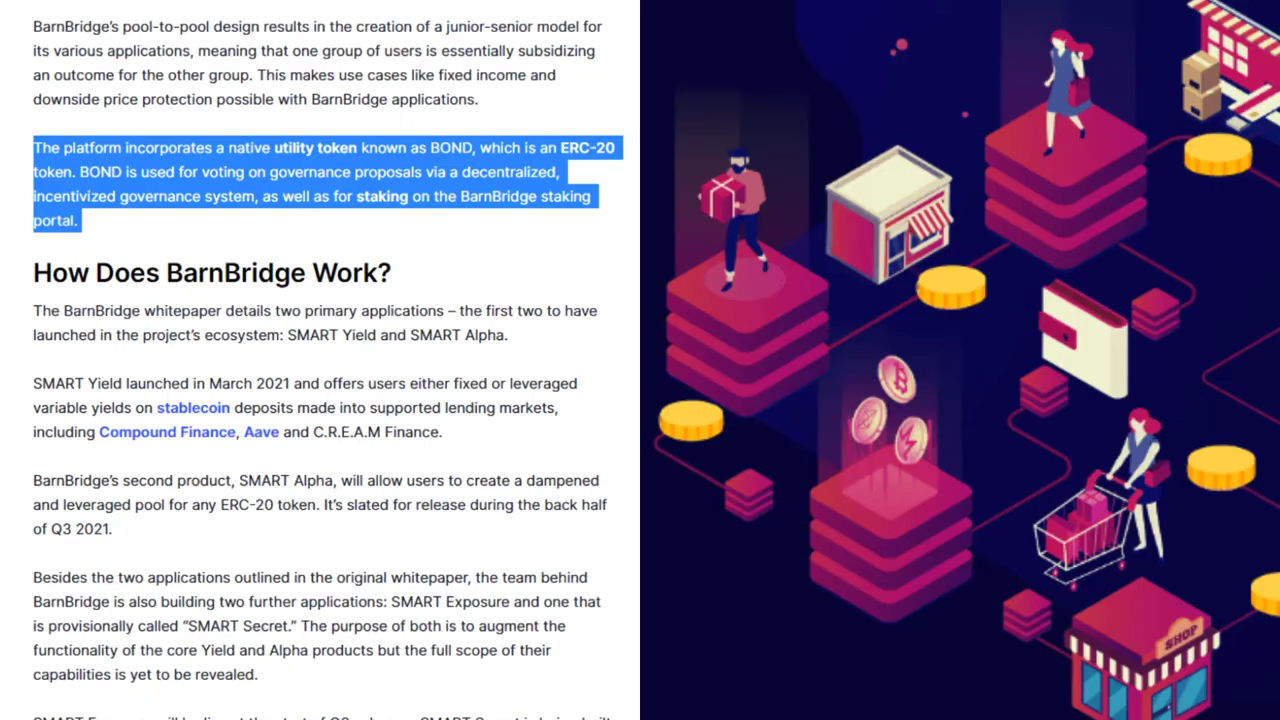 BarnBridge’s pool-to-pool design results in the creation of a junior-senior model for
its various applications, meaning that one group of users is essentially subsidizing
an outcome for the other group. This makes use cases like fixed income and
downside price protection possible with BarnBridge applications.
The platform incorporates a native utility token known as BOND, which is an ERC-20
token. BOND is used for voting on governance proposals via a decentralized,
incentivized governance system, as well as for staking on the BarnBridge staking
portal.
How Does BarnBridge Work?
The BarnBridge whitepaper details two primary applications – the first two to have
launched in the project’s ecosystem: SMART Yield and SMART Alpha.
SMART Yield launched in March 2021 and offers users either fixed or leveraged
variable yields on stablecoin deposits made into supported lending markets,
including Compound Finance, Aave and C.R.E.A.M Finance.
BarnBridge’s second product, SMART Alpha, will allow users to create a dampened
and leveraged pool for any ERC-20 token. It’s slated for release during the back half
of Q3 2021.
Besides the two applications outlined in the original whitepaper, the team behind
BarnBridge is also building two further applications: SMART Exposure and one that
is provisionally called “SMART Secret.” The purpose of both is to augment the
functionality of the core Yield and Alpha products but the full scope of their
capabilities is yet to be revealed.
SHOP